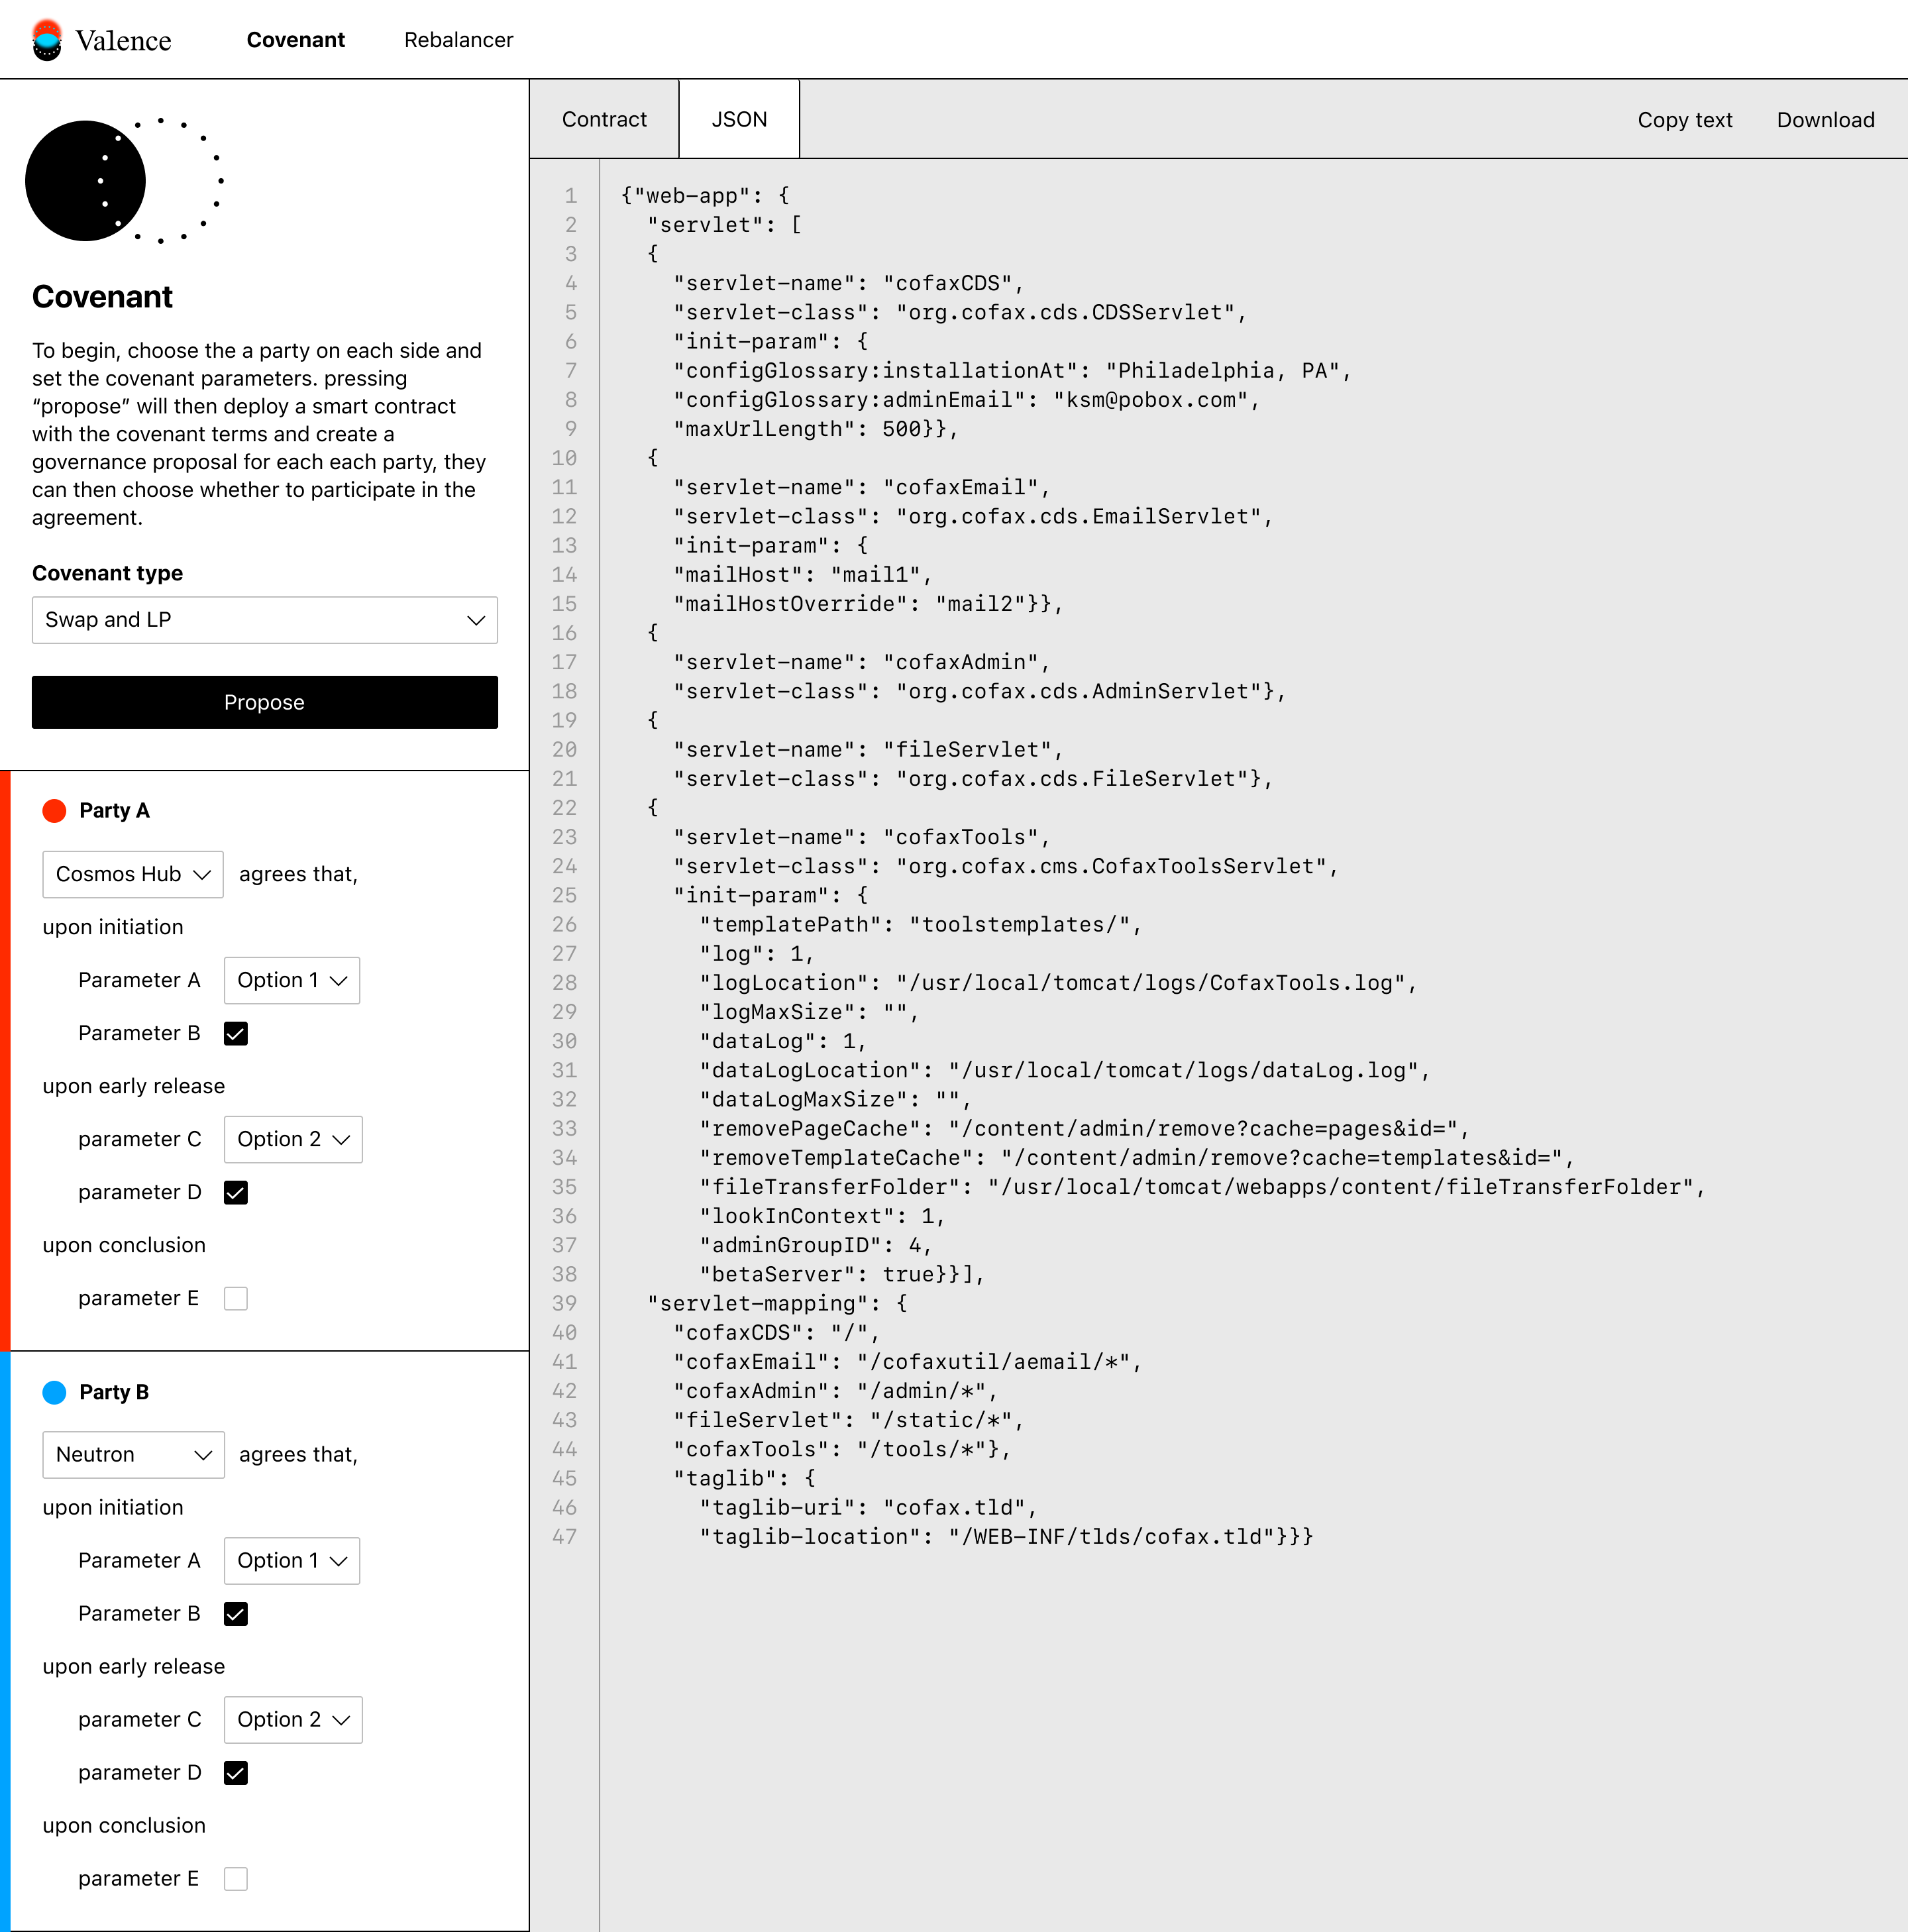 Valence
Covenant
Rebalancer
Covenant
To begin, choose the a party on each side and
set the covenant parameters. pressing
“propose” will then deploy a smart contract
with the covenant terms and create a
governance proposal for each each party, they
can then choose whether to participate in the
agreement.
Covenant type
Swap and LP
Propose
Party A
Cosmos Hub agrees that,
upon initiation
Parameter A Option 1
Parameter B
upon early release
parameter C Option 2
parameter D
upon conclusion
parameter E
Party B
Neutron agrees that,
upon initiation
Parameter A Option 1
Parameter B
upon early release
parameter C Option 2
parameter D
upon conclusion
parameter E
Contract
JSON
Copy text
Download
1 {"web-app": {
2 "servlet": [
3 {
4 "servlet-name": "cofaxCDS",
5 "servlet-class": "org.cofax.cds.CDSServlet",
6 "init-param": {
7 "configGlossary:installationAt": "Philadelphia, PA",
8 "configGlossary:adminEmail": "ksm@pobox.com",
9 "maxUrlLength": 500}},
10 {
11 "servlet-name": "cofaxEmail",
12 "servlet-class": "org.cofax.cds.EmailServlet",
13 "init-param": {
14 "mailHost": "mail1",
15 "mailHostOverride": "mail2"}},
16 {
17 "servlet-name": "cofaxAdmin",
18 "servlet-class": "org.cofax.cds.AdminServlet"},
19 {
20 "servlet-name": "fileServlet",
21 "servlet-class": "org.cofax.cds.FileServlet"},
22 {
23 "servlet-name": "cofaxTools",
24 "servlet-class": "org.cofax.cms.CofaxToolsServlet",
25 "init-param": {
26 "templatePath": "toolstemplates/",
27 "log": 1,
28 "logLocation": "/usr/local/tomcat/logs/CofaxTools.log",
29 "logMaxSize": "",
30 "dataLog": 1,
31 "dataLogLocation": "/usr/local/tomcat/logs/dataLog.log",
32 "dataLogMaxSize": "",
33 "removePageCache": "/content/admin/remove?cache=pages&id=",
34 "removeTemplateCache": "/content/admin/remove?cache=templates&id=",
35 "fileTransferFolder": "/usr/local/tomcat/webapps/content/fileTransferFolder",
36 "lookInContext": 1,
37 "adminGroupID": 4,
38 "betaServer": true}}],
39 "servlet-mapping": {
40 "cofaxCDS": "/",
41 "cofaxEmail": "/cofaxutil/aemail/*",
42 "cofaxAdmin": "/admin/*",
43 "fileServlet": "/static/*",
44 "cofaxTools": "/tools/*"},
45 "taglib": {
46 "taglib-uri": "cofax.tld",
47 "taglib-location": "/WEB-INF/tlds/cofax.tld"}}}